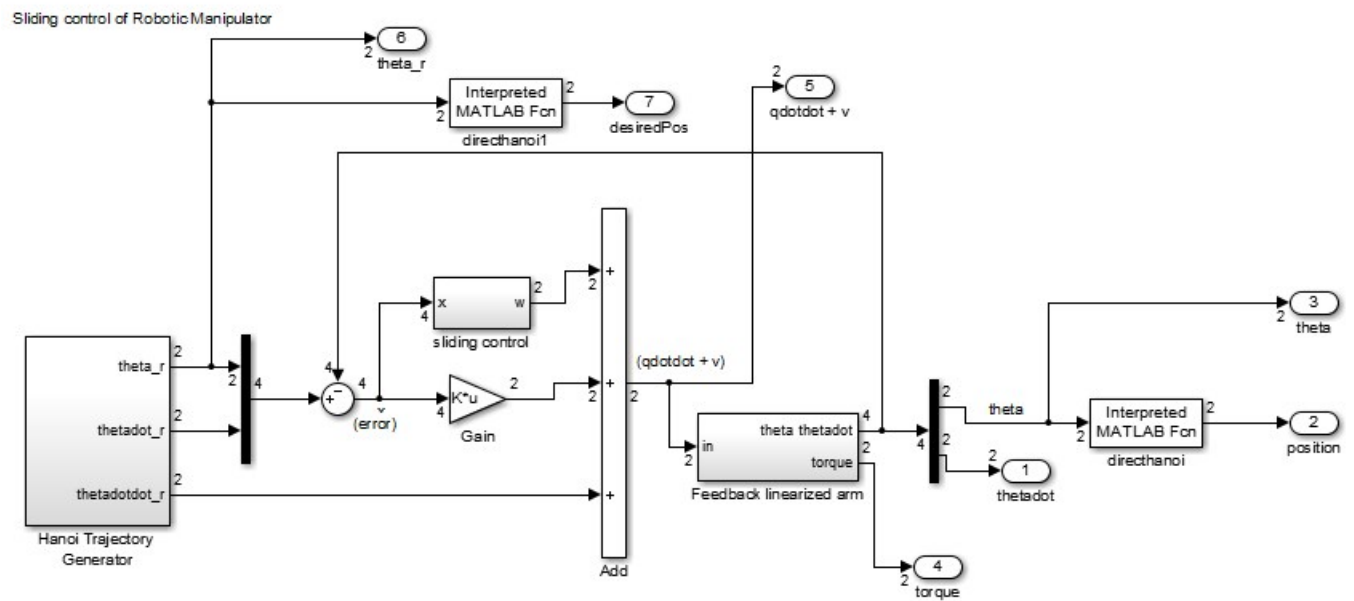 Sliding control of Robotic Manipulator
6
2
theta_r
Interpreted
MATLAB Fcn
2
2
directhanoi1
7
desiredPos
2
5
qdotdot + v
x
w
4
2
sliding control
2
+
4
4
+
−
(error)
K*u
4
2
Gain
2
+
+
2
Add
(qdotdot + v)
theta_r
2
2
4
thetadot_r
2
thetadotdot_r
2
Hanoi Trajectory
Generator
in
2
theta thetadot
4
torque
2
Feedback linearized arm
4
2
2
theta
2
1
thetadot
3
2
theta
Interpreted
MATLAB Fcn
2
2
directhanoi
2
position
4
2
torque